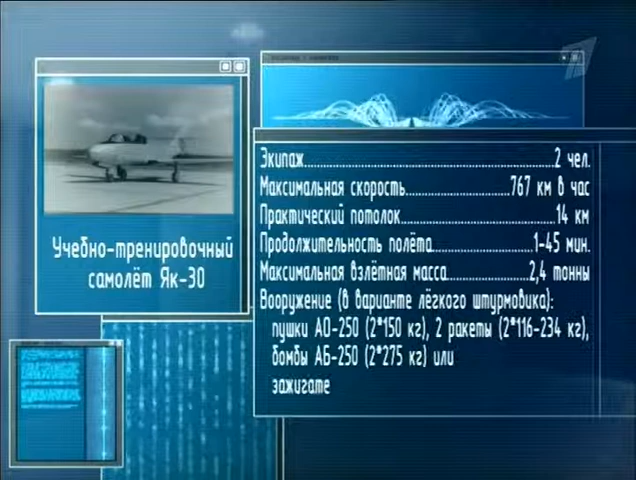 Учебно-тренировочный
самолёт Як-30
Экипаж............2 чел.
Максимальная скорость............767 км в час
Практический потолок............14 км
Продолжительность полёта............1-45 мин.
Максимальная взлётная масса............2,4 тонны
Вооружение (в варианте лёгкого штурмовика):
пушки АО-250 (2*150 кг), 2 ракеты (2*116-234 кг),
бомбы АБ-250 (2*275 кг) или
зажигате